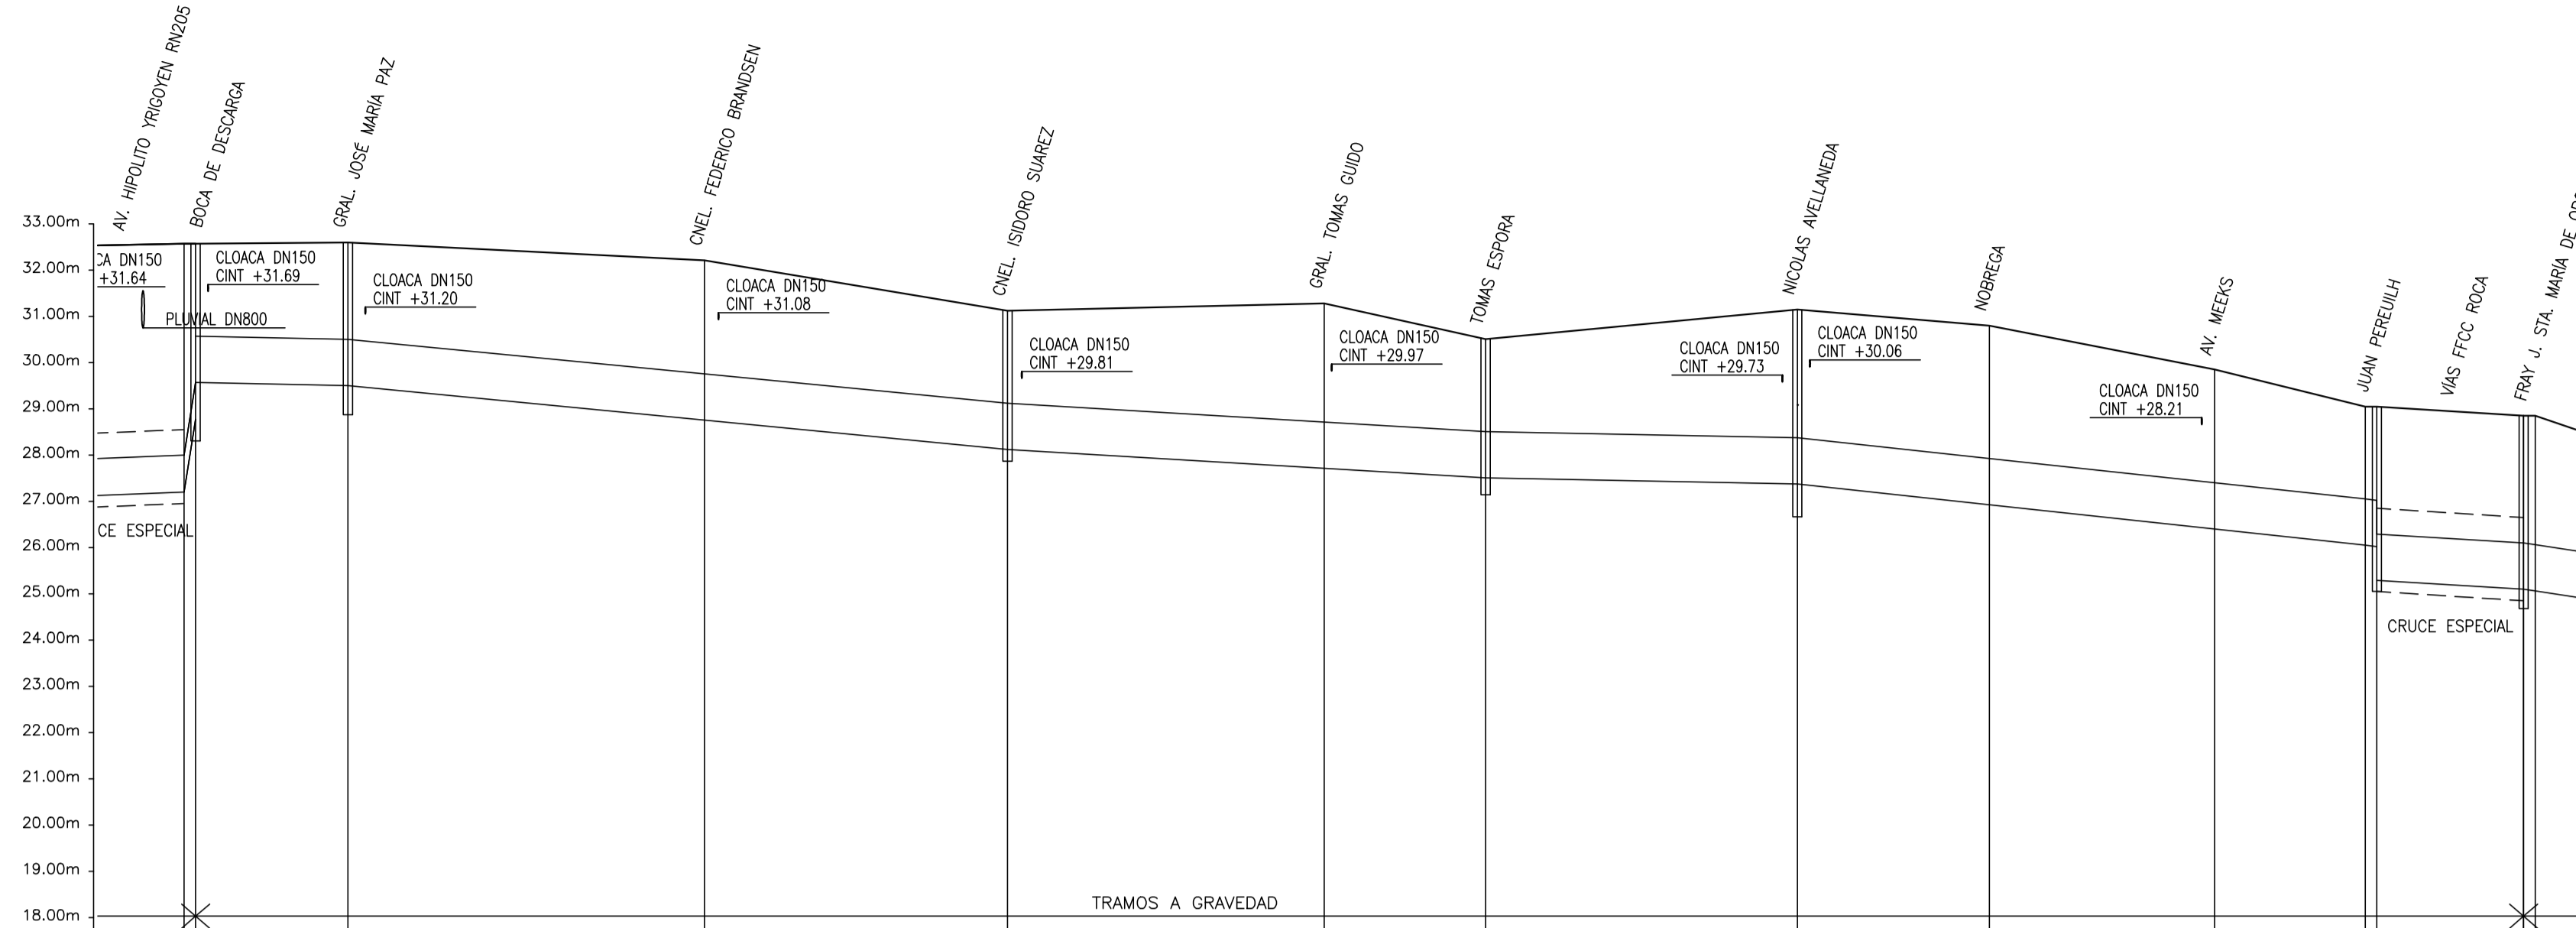 AV. HIPOLITO YRIGOYEN RN205
BOCA DE DESCARGA
GRAL. JOSÉ MARÍA PAZ
CNEL. FEDERICO BRANDSEN
CNEL. ISIDORO SUAREZ
GRAL. TOMAS GUIDO
TOMAS ESPORA
NICOLAS AVELLANEDA
NOBREGA
AV. MEEKS
JUAN PEREUILH
VÍAS FFCC ROCA
FRAY J. STA. MARÍA DE
33.00m
32.00m
31.00m
30.00m
29.00m
28.00m
27.00m
26.00m
25.00m
24.00m
23.00m
22.00m
21.00m
20.00m
19.00m
18.00m
CA DN150
+31.64
PLUVIAL DN800
CLOACA DN150
CINT +31.69
CLOACA DN150
CINT +31.20
CLOACA DN150
CINT +31.08
CLOACA DN150
CINT +29.81
CLOACA DN150
CINT +29.97
CLOACA DN150
CINT +29.73
CLOACA DN150
CINT +30.06
CLOACA DN150
CINT +28.21
CE ESPECIAL
CRUCE ESPECIAL
TRAMOS A GRAVEDAD